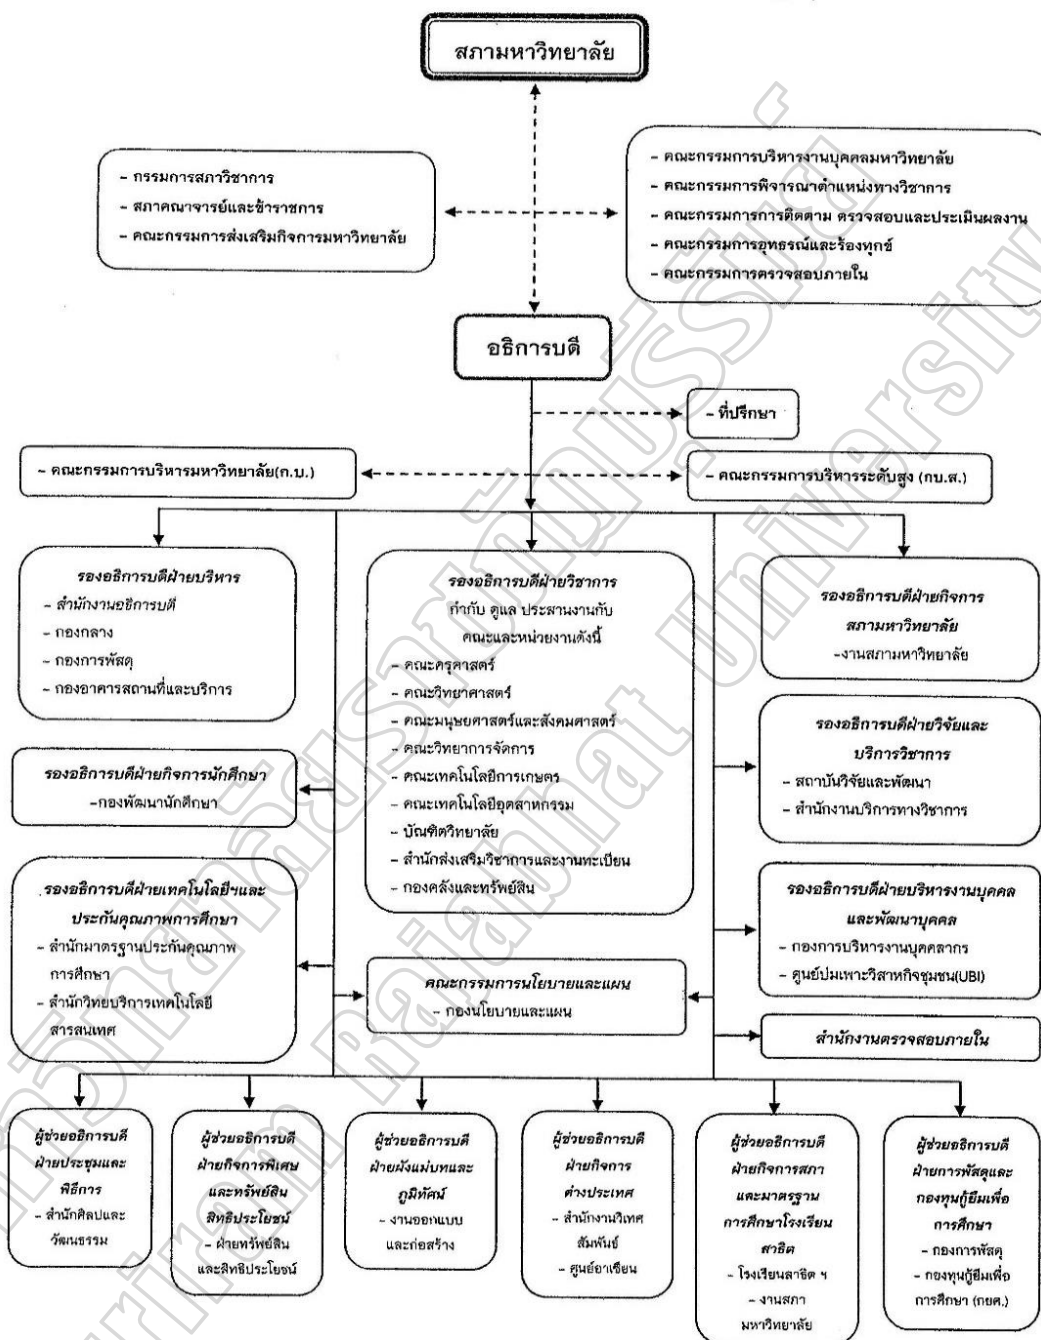 สภามหาวิทยาลัย
- กรรมการสภาวิชาการ
- สภาคณาจารย์และข้าราชการ
- คณะกรรมการส่งเสริมกิจการมหาวิทยาลัย
- คณะกรรมการบริหารงานบุคคลมหาวิทยาลัย
- คณะกรรมการพิจารณาตำแหน่งทางวิชาการ
- คณะกรรมการการติดตาม ตรวจสอบและประเมินผลงาน
- คณะกรรมการอุทธรณ์และร้องทุกข์
- คณะกรรมการตรวจสอบภายใน
อธิการบดี
- ที่ปรึกษา
- คณะกรรมการบริหารมหาวิทยาลัย(ก.บ.)
- คณะกรรมการบริหารระดับสูง (กบ.ส.)
รองอธิการบดีฝ่ายบริหาร
- สำนักงานอธิการบดี
- กองกลาง
- กองการพัสดุ
- กองอาคารสถานที่และบริการ
รองอธิการบดีฝ่ายวิชาการ
กำกับ ดูแล ประสานงานกับ
คณะและหน่วยงานดังนี้
- คณะครุศาสตร์
- คณะวิทยาศาสตร์
- คณะมนุษยศาสตร์และสังคมศาสตร์
- คณะวิทยาการจัดการ
- คณะเทคโนโลยีการเกษตร
- คณะเทคโนโลยีอุตสาหกรรม
- บัณฑิตวิทยาลัย
- สำนักส่งเสริมวิชาการและงานทะเบียน
- กองคลังและทรัพย์สิน
รองอธิการบดีฝ่ายกิจการ
สภามหาวิทยาลัย
-งานสภามหาวิทยาลัย
รองอธิการบดีฝ่ายกิจการนักศึกษา
-กองพัฒนานักศึกษา
รองอธิการบดีฝ่ายวิจัยและ
บริการวิชาการ
- สถาบันวิจัยและพัฒนา
- สำนักงานบริการทางวิชาการ
รองอธิการบดีฝ่ายเทคโนโลยีฯและ
ประกันคุณภาพการศึกษา
- สำนักมาตรฐานประกันคุณภาพ
การศึกษา
- สำนักวิทยบริการเทคโนโลยี
สารสนเทศ
รองอธิการบดีฝ่ายบริหารงานบุคคล
และพัฒนาบุคคล
- กองการบริหารงานบุคคลากร
- ศูนย์บ่มเพาะวิสาหกิจชุมชน(UBI)
คณะกรรมการนโยบายและแผน
- กองนโยบายและแผน
สำนักงานตรวจสอบภายใน
ผู้ช่วยอธิการบดี
ฝ่ายประชุมและ
พิธีการ
- สำนักศิลปและ
วัฒนธรรม
ผู้ช่วยอธิการบดี
ฝ่ายกิจการพิเศษ
และทรัพย์สิน
สิทธิประโยชน์
- ฝ่ายทรัพย์สิน
และสิทธิประโยชน์
ผู้ช่วยอธิการบดี
ฝ่ายผังแม่บทและ
ภูมิทัศน์
- งานออกแบบ
และก่อสร้าง
ผู้ช่วยอธิการบดี
ฝ่ายกิจการ
ต่างประเทศ
- สำนักงานวิเทศ
สัมพันธ์
- ศูนย์อาเซียน
ผู้ช่วยอธิการบดี
ฝ่ายกิจการสภา
และมาตรฐาน
การศึกษาโรงเรียน
สาธิต
- โรงเรียนสาธิต ฯ
- งานสภา
มหาวิทยาลัย
ผู้ช่วยอธิการบดี
ฝ่ายการพัสดุและ
กองทุนกู้ยืมเพื่อ
การศึกษา
- กองการพัสดุ
- กองทุนกู้ยืมเพื่อ
การศึกษา (กยศ.)
Rajabhat University